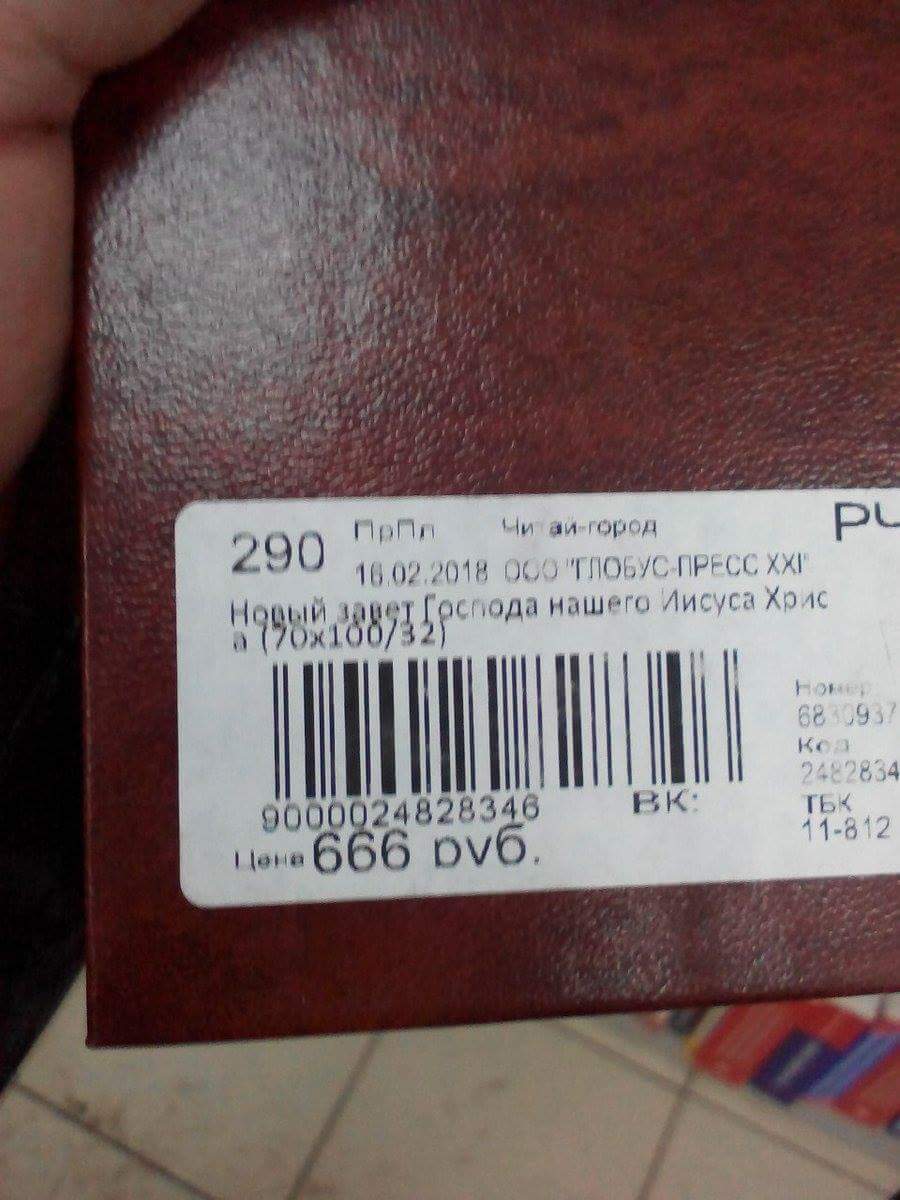 290 ПрПл Читай-город РЧ
16.02.2018 ООО "ГЛОБУС-ПРЕСС XXI"
Новый завет Господа нашего Иисуса Хрис
а (70x100/32)
Номер
6830937
Код
2482834
9000024828346 ВК:
ТБК
11-812
Цена 666 руб.